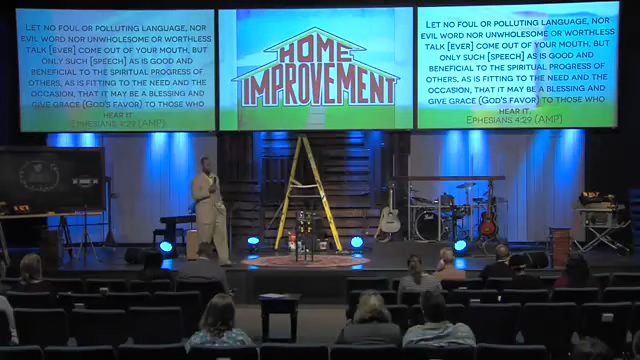 Let no foul or polluting language, nor
evil word nor unwholesome or worthless
talk [ever] come out of your mouth, but
only such [speech] as is good and
beneficial to the spiritual progress of
others, as is fitting to the need and the
occasion, that it may be a blessing and
give grace (God's favor) to those who
hear it.
Ephesians 4:29 (AMP)
HOME
IMPROVEMENT
Let no foul or polluting language, nor
evil word nor unwholesome or worthless
talk [ever] come out of your mouth, but
only such [speech] as is good and
beneficial to the spiritual progress of
others, as is fitting to the need and the
occasion, that it may be a blessing and
give grace (God's favor) to those who
hear it.
Ephesians 4:29 (AMP)